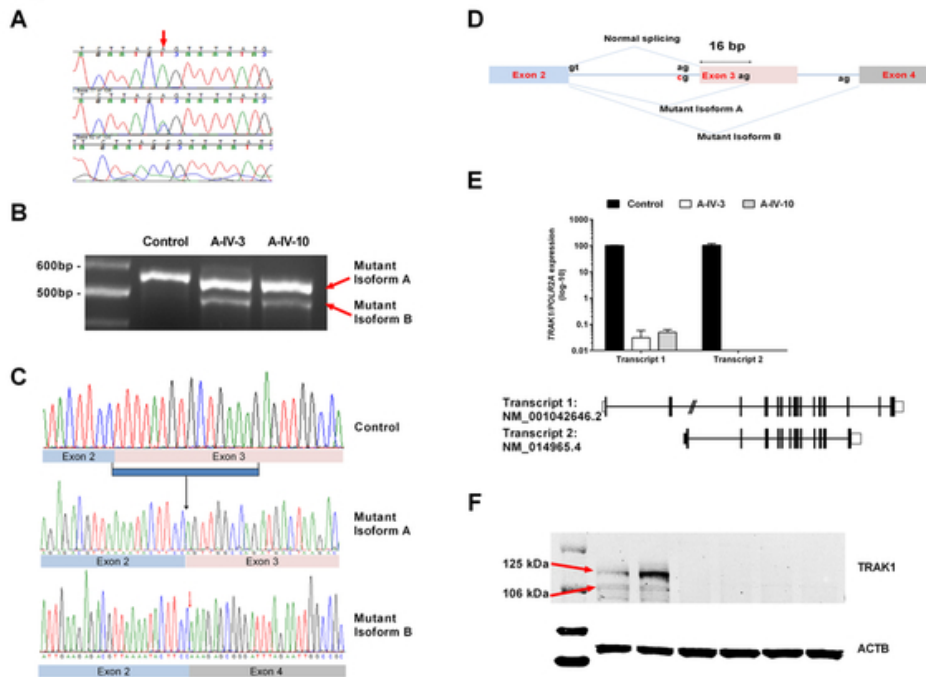 A
B
Control A-IV-3 A-IV-10
600bp -
500bp -
Mutant
Isoform A
Mutant
Isoform B
C
Control
Exon 2 Exon 3
Mutant
Isoform A
Exon 2 Exon 3
Mutant
Isoform B
Exon 2 Exon 4
D
Normal splicing
16 bp
Exon 2 gt ag cg Exon 3 ag ag Exon 4
Mutant Isoform A
Mutant Isoform B
E
Control A-IV-3 A-IV-10
TRAK1/POLR2A expression
(log-10)
1000
100
10
1
0.1
0.01
Transcript 1 Transcript 2
Transcript 1:
NM_001042646.2
Transcript 2:
NM_014965.4
F
125 kDa
106 kDa
TRAK1
ACTB